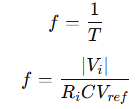 f = 1/T
f = |V_i| / (R_i C V_ref)